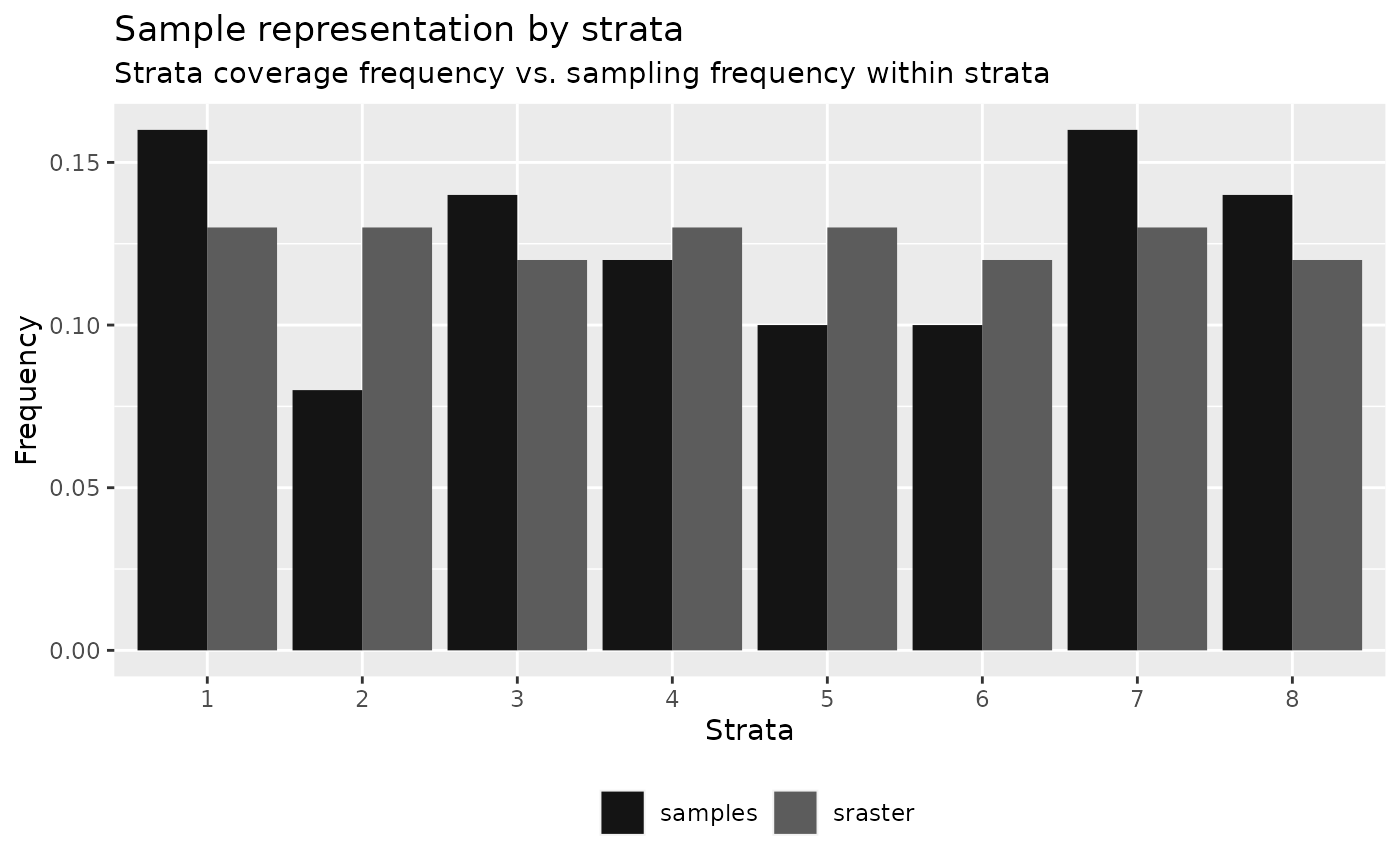 Sample representation by strata
Strata coverage frequency vs. sampling frequency within strata
Frequency
0.15
0.10
0.05
0.00
1 2 3 4 5 6 7 8
Strata
samples sraster